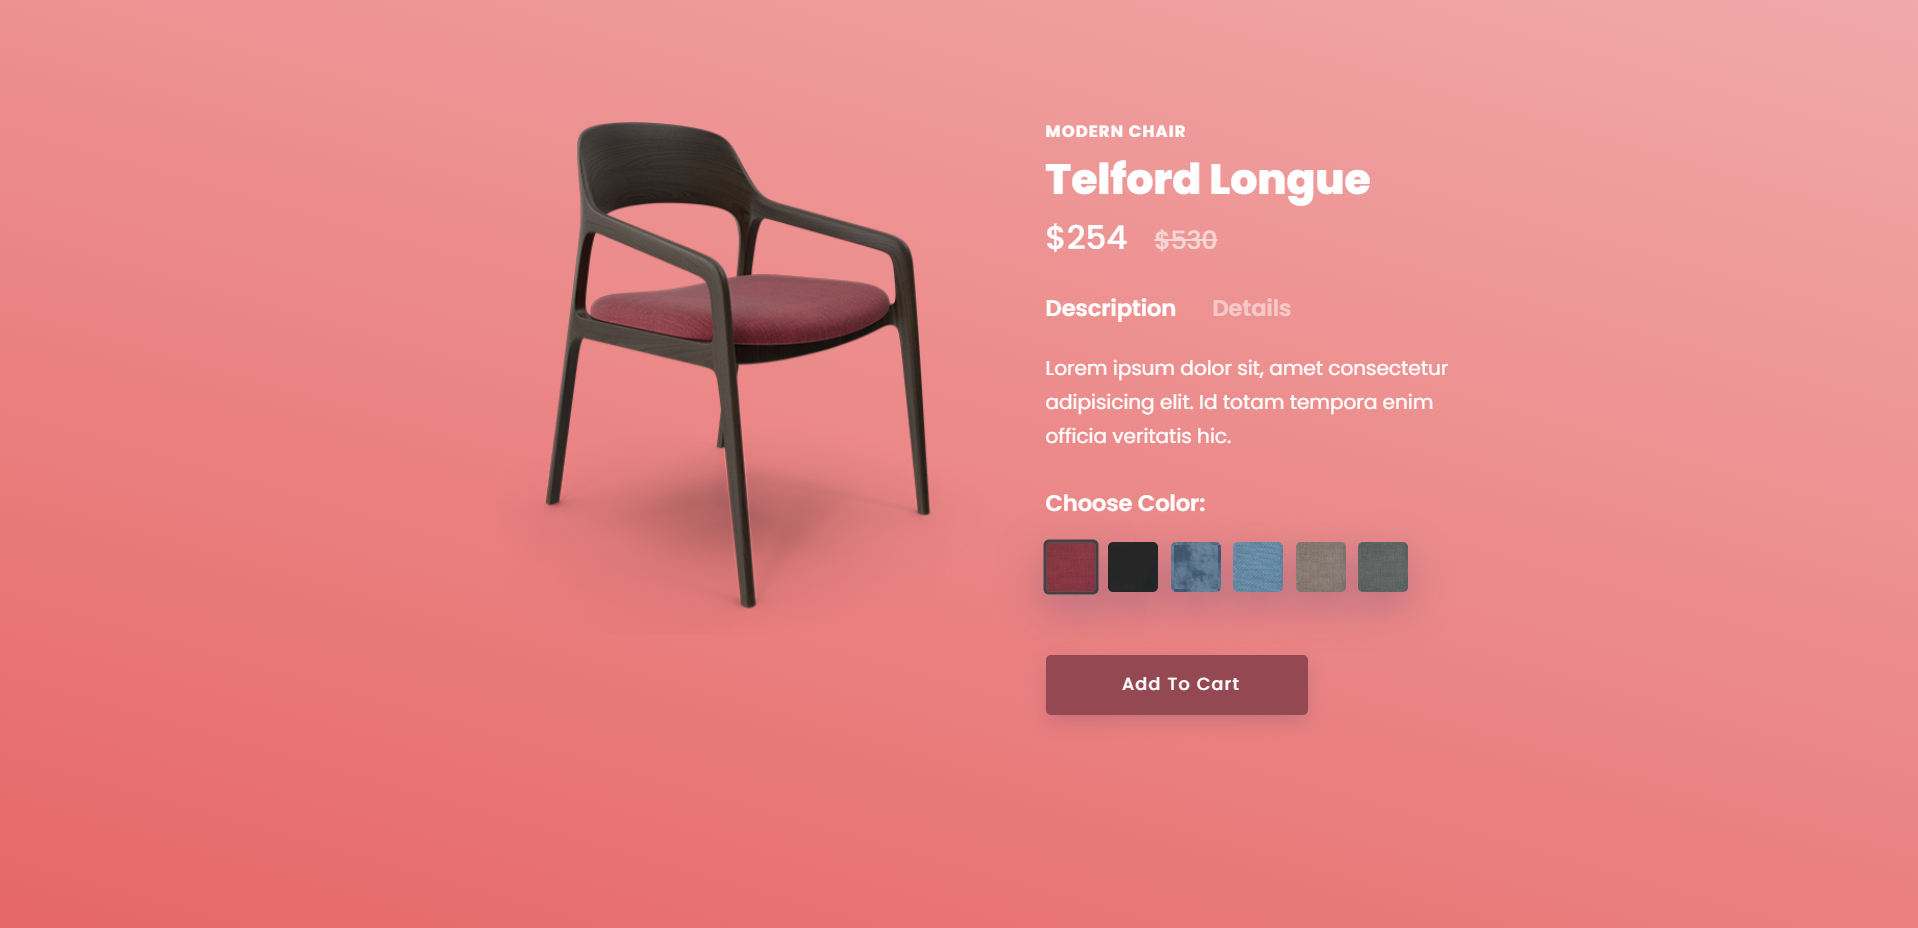 MODERN CHAIR
Telford Longue
$254 $530
Description Details
Lorem ipsum dolor sit, amet consectetur
adipisicing elit. Id totam tempora enim
officia veritatis hic.
Choose Color:
Add To Cart